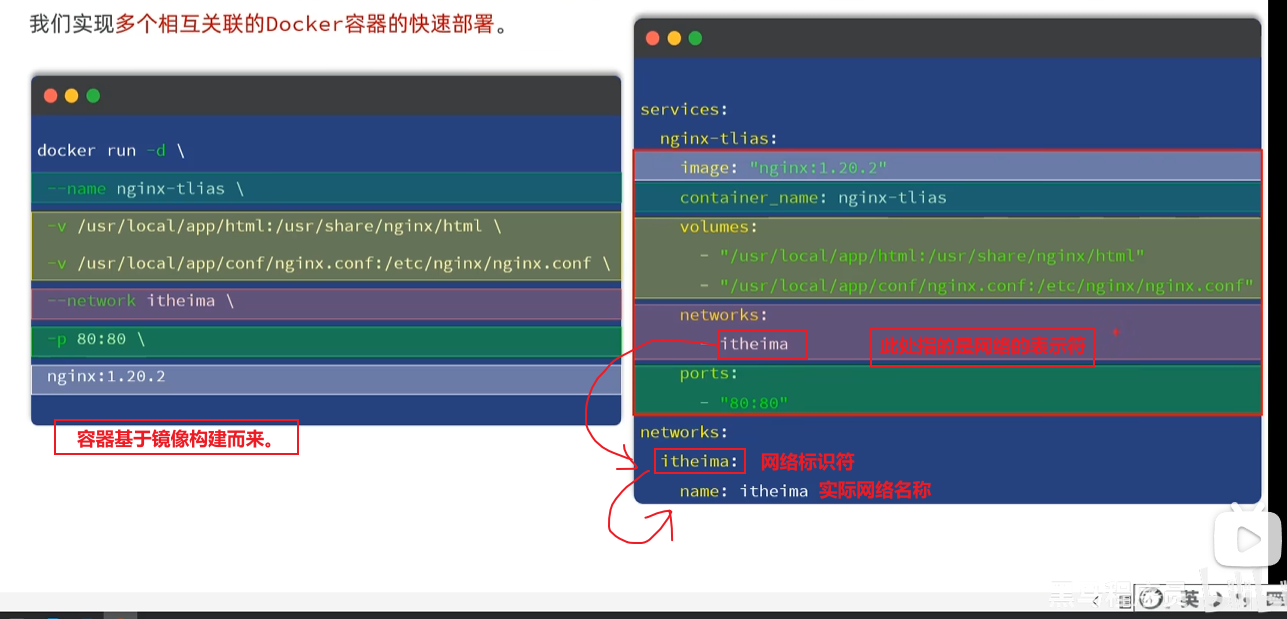 我们实现多个相互关联的Docker容器的快速部署。
docker run -d \
--name nginx-tlias \
-v /usr/local/app/html:/usr/share/nginx/html \
-v /usr/local/app/conf/nginx.conf:/etc/nginx/nginx.conf \
--network itheima \
-p 80:80 \
nginx:1.20.2
容器基于镜像构建而来。
services:
nginx-tlias:
image: "nginx:1.20.2"
container_name: nginx-tlias
volumes:
- "/usr/local/app/html:/usr/share/nginx/html"
- "/usr/local/app/conf/nginx.conf:/etc/nginx/nginx.conf"
networks:
- itheima 此处指的是网络的表示符
ports:
- "80:80"
networks:
itheima: 网络标识符
name: itheima 实际网络名称
英